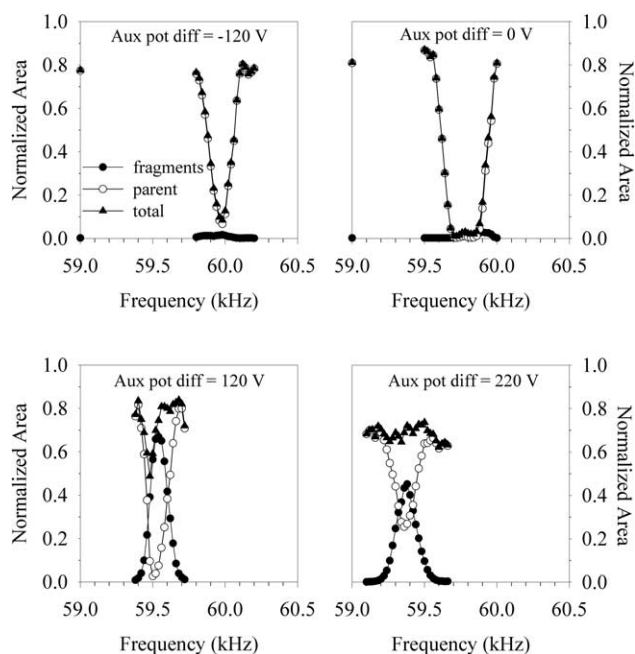 Aux pot diff = -120 V
Aux pot diff = 0 V
1.0
0.8
0.6
0.4
0.2
0.0
Normalized Area
fragments
parent
total
59.0 59.5 60.0 60.5
Frequency (kHz)
59.0 59.5 60.0 60.5
Frequency (kHz)
1.0
0.8
0.6
0.4
0.2
0.0
Normalized Area
Aux pot diff = 120 V
Aux pot diff = 220 V
1.0
0.8
0.6
0.4
0.2
0.0
Normalized Area
59.0 59.5 60.0 60.5
Frequency (kHz)
59.0 59.5 60.0 60.5
Frequency (kHz)
1.0
0.8
0.6
0.4
0.2
0.0
Normalized Area